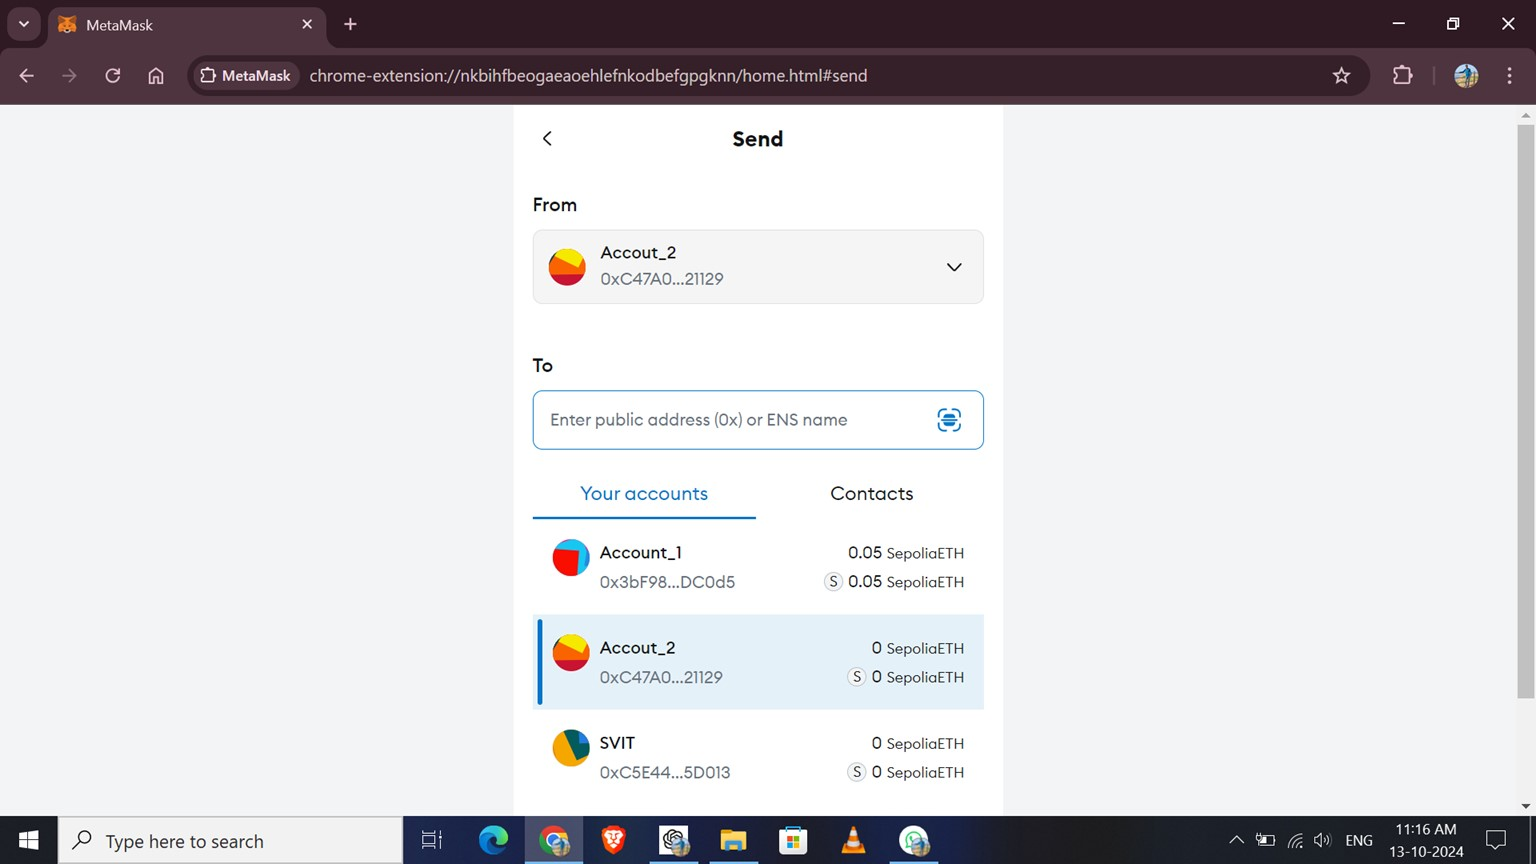 MetaMask
MetaMask
chrome-extension://nkbihfbeogaeaoehlefnkodbefgpgknn/home.html#send
Send
From
Accout_2
0xC47A0...21129
To
Enter public address (0x) or ENS name
Your accounts
Contacts
Account_1
0.05 SepoliaETH
0x3bF98...DC0d5
S 0.05 SepoliaETH
Accout_2
0 SepoliaETH
0xC47A0...21129
S 0 SepoliaETH
SVIT
0 SepoliaETH
0xC5E44...5D013
S 0 SepoliaETH
Type here to search
ENG
11:16 AM
13-10-2024